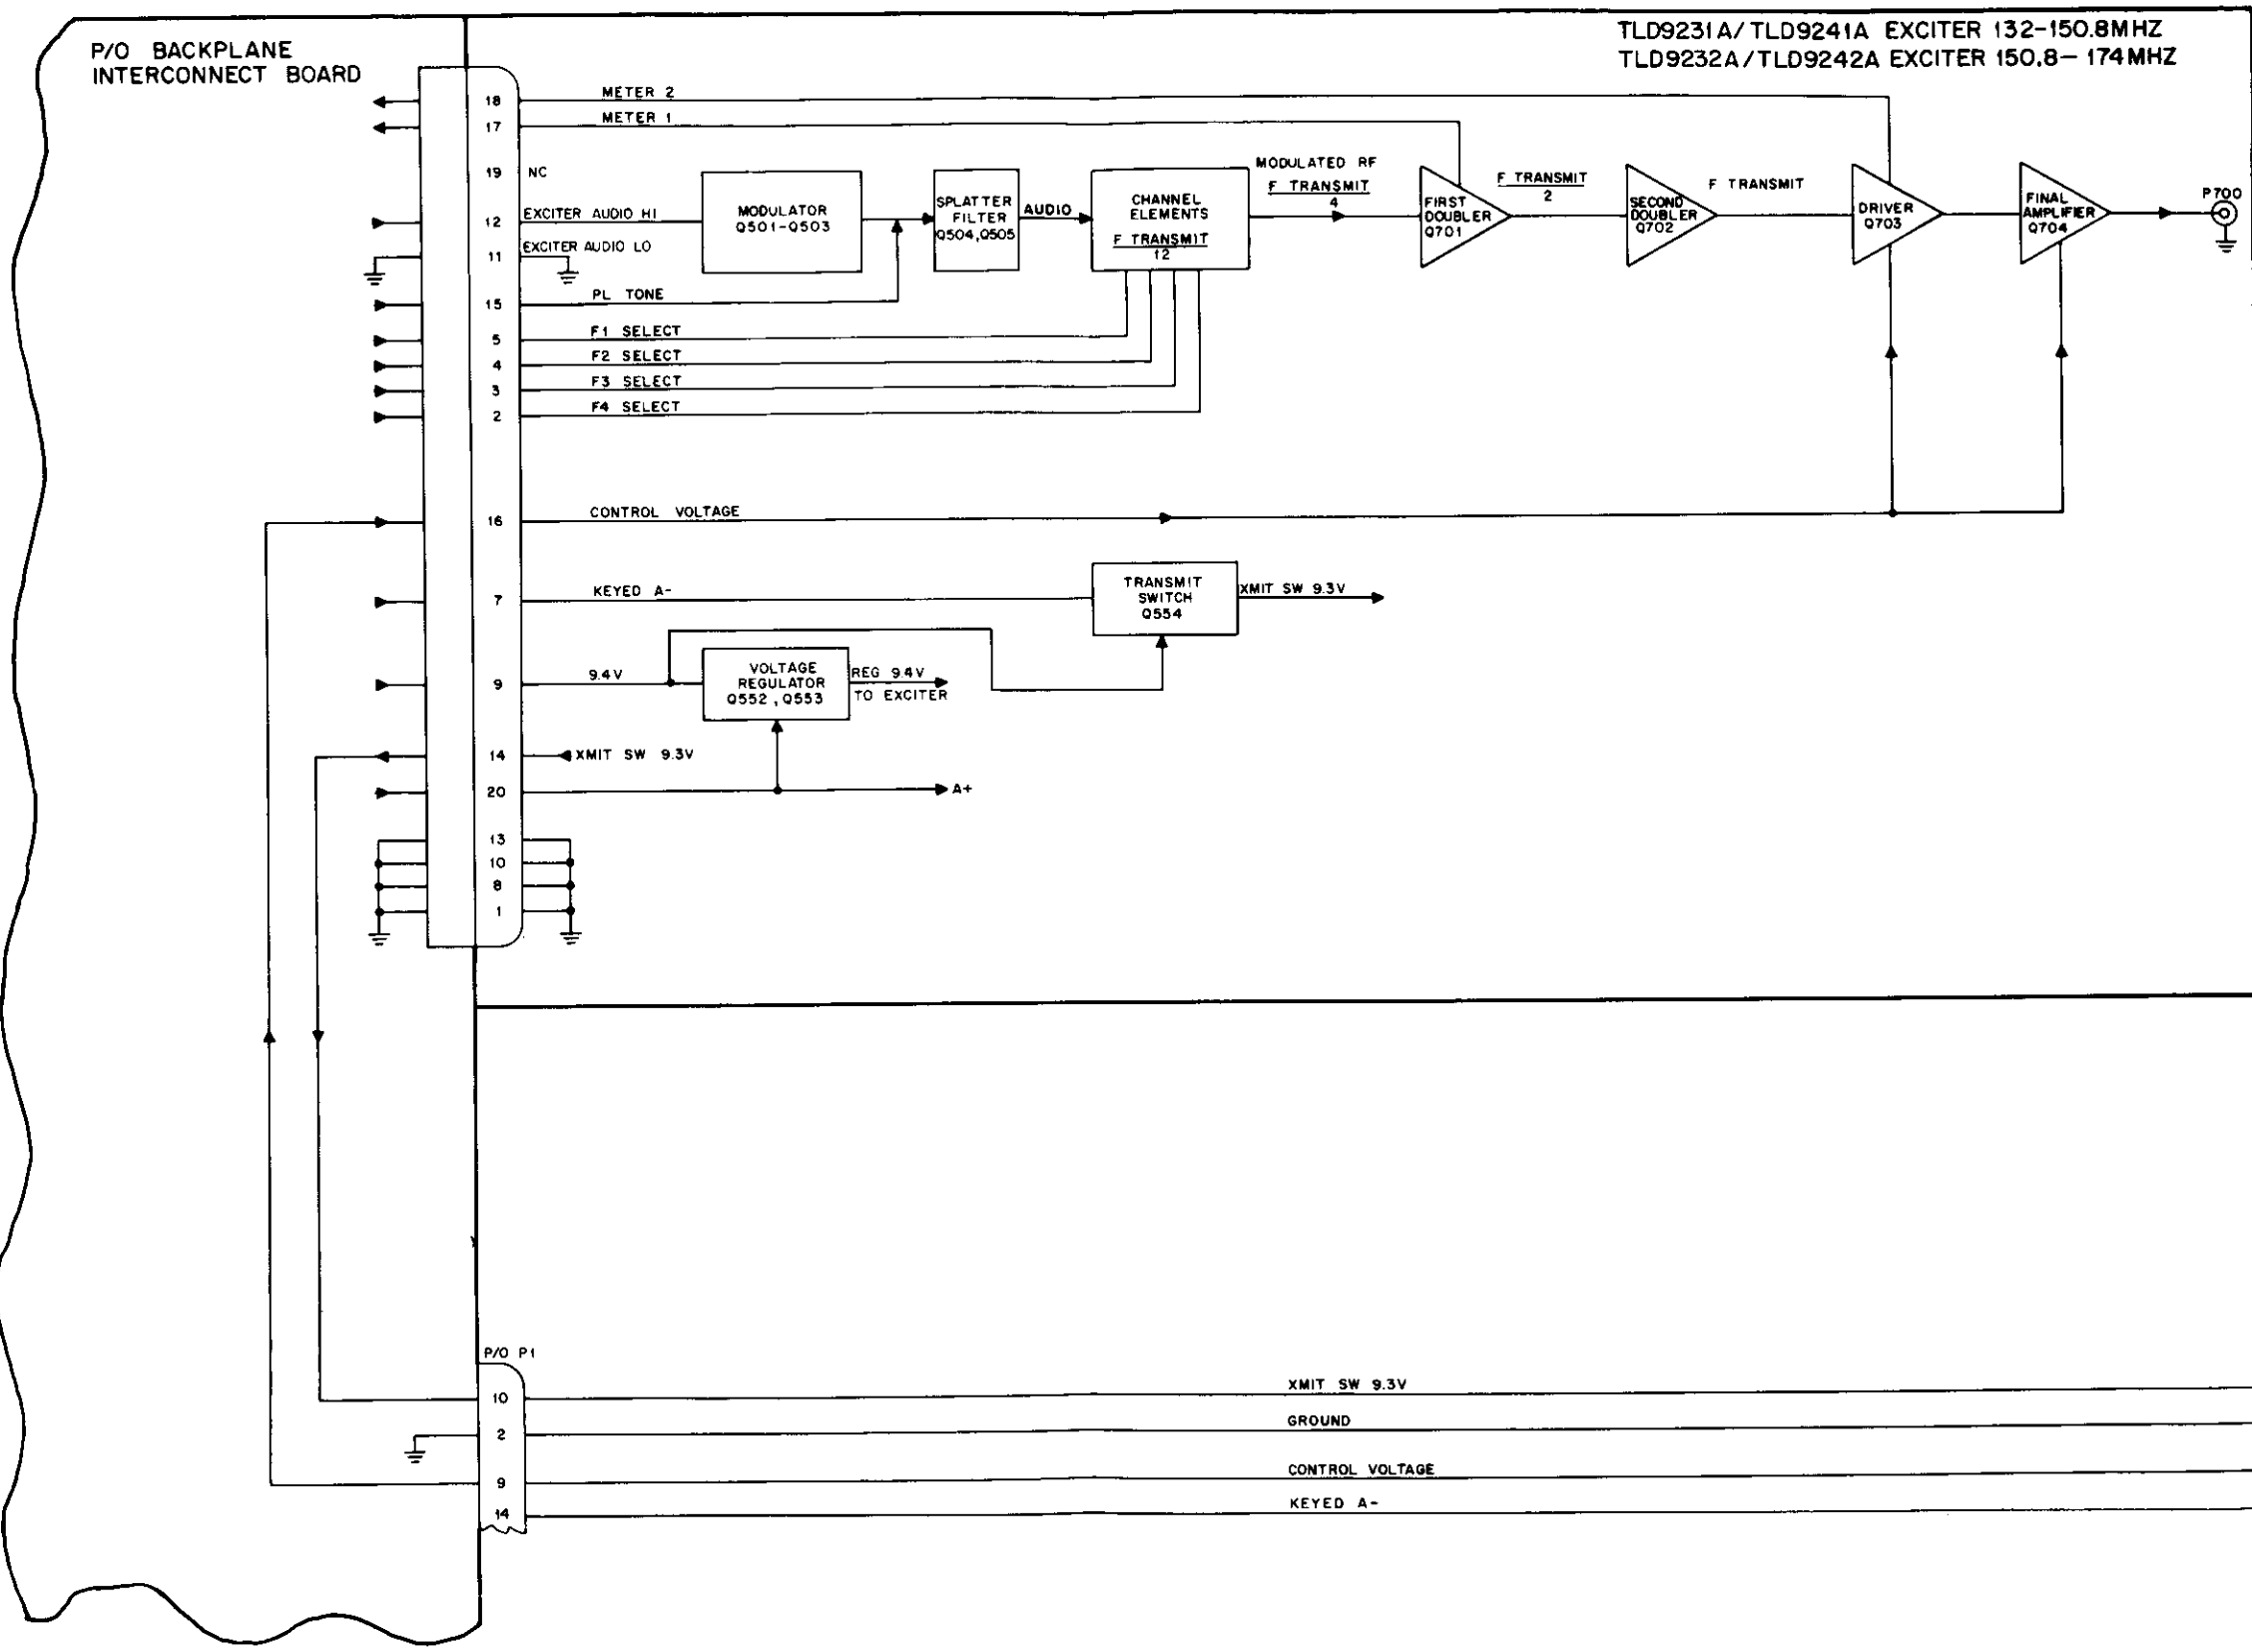 P/O BACKPLANE
INTERCONNECT BOARD
TLD9231A/TLD9241A EXCITER 132-150.8MHZ
TLD9232A/TLD9242A EXCITER 150.8-174MHZ
18 METER 2
17 METER 1
19 NC
12 EXCITER AUDIO HI
11 EXCITER AUDIO LO
15 PL TONE
5 F1 SELECT
4 F2 SELECT
3 F3 SELECT
2 F4 SELECT
MODULATOR
Q501-Q503
SPLATTER
FILTER
Q504,Q505
AUDIO
CHANNEL
ELEMENTS
F TRANSMIT
12
MODULATED RF
F TRANSMIT
4
FIRST
DOUBLER
Q701
F TRANSMIT
2
SECOND
DOUBLER
Q702
F TRANSMIT
DRIVER
Q703
FINAL
AMPLIFIER
Q704
P700
16 CONTROL VOLTAGE
7 KEYED A-
TRANSMIT
SWITCH
Q554
XMIT SW 9.3V
9 9.4V
VOLTAGE
REGULATOR
Q552,Q553
REG 9.4V
TO EXCITER
14 XMIT SW 9.3V
20 A+
13
10
8
1
P/O P1
10 XMIT SW 9.3V
2 GROUND
9 CONTROL VOLTAGE
14 KEYED A-